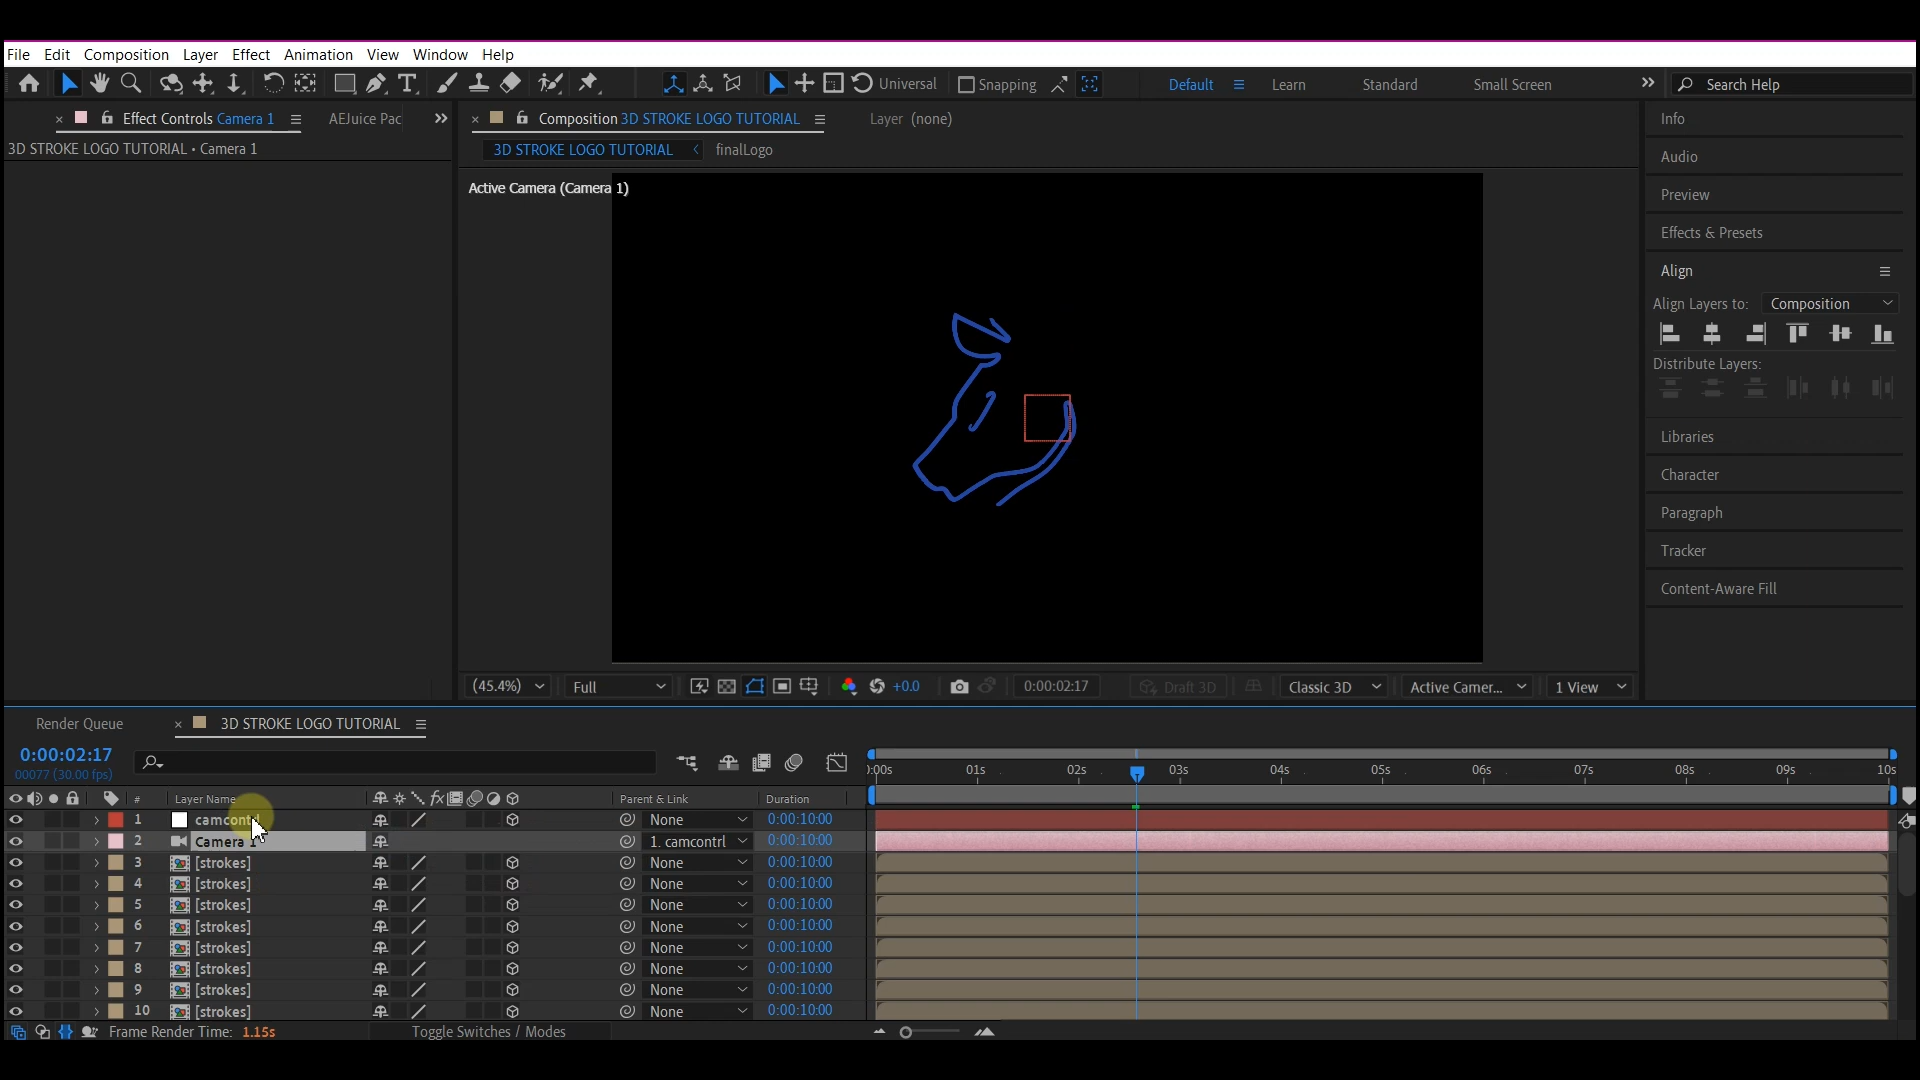 File Edit Composition Layer Effect Animation View Window Help
Universal Snapping Default Learn Standard Small Screen Search Help
Effect Controls Camera 1 AEJuice Pac Composition 3D STROKE LOGO TUTORIAL Layer (none)
3D STROKE LOGO TUTORIAL • Camera 1
3D STROKE LOGO TUTORIAL finalLogo
Active Camera (Camera 1)
Info
Audio
Preview
Effects & Presets
Align
Align Layers to: Composition
Distribute Layers:
Libraries
Character
Paragraph
Tracker
Content-Aware Fill
(45.4%) Full +0.0 0:00:02:17 Draft 3D Classic 3D Active Camer... 1 View
Render Queue 3D STROKE LOGO TUTORIAL
0:00:02:17
00077 (30.00 fps)
:00s 01s 02s 03s 04s 05s 06s 07s 08s 09s 10s
# Layer Name Parent & Link Duration
1 None 0:00:10:00
2 Camera 1 1. camcontrl 0:00:10:00
3 [strokes] None 0:00:10:00
4 [strokes] None 0:00:10:00
5 [strokes] None 0:00:10:00
6 [strokes] None 0:00:10:00
7 [strokes] None 0:00:10:00
8 [strokes] None 0:00:10:00
9 [strokes] None 0:00:10:00
10 [strokes] None 0:00:10:00
Frame Render Time: 1.15s Toggle Switches / Modes